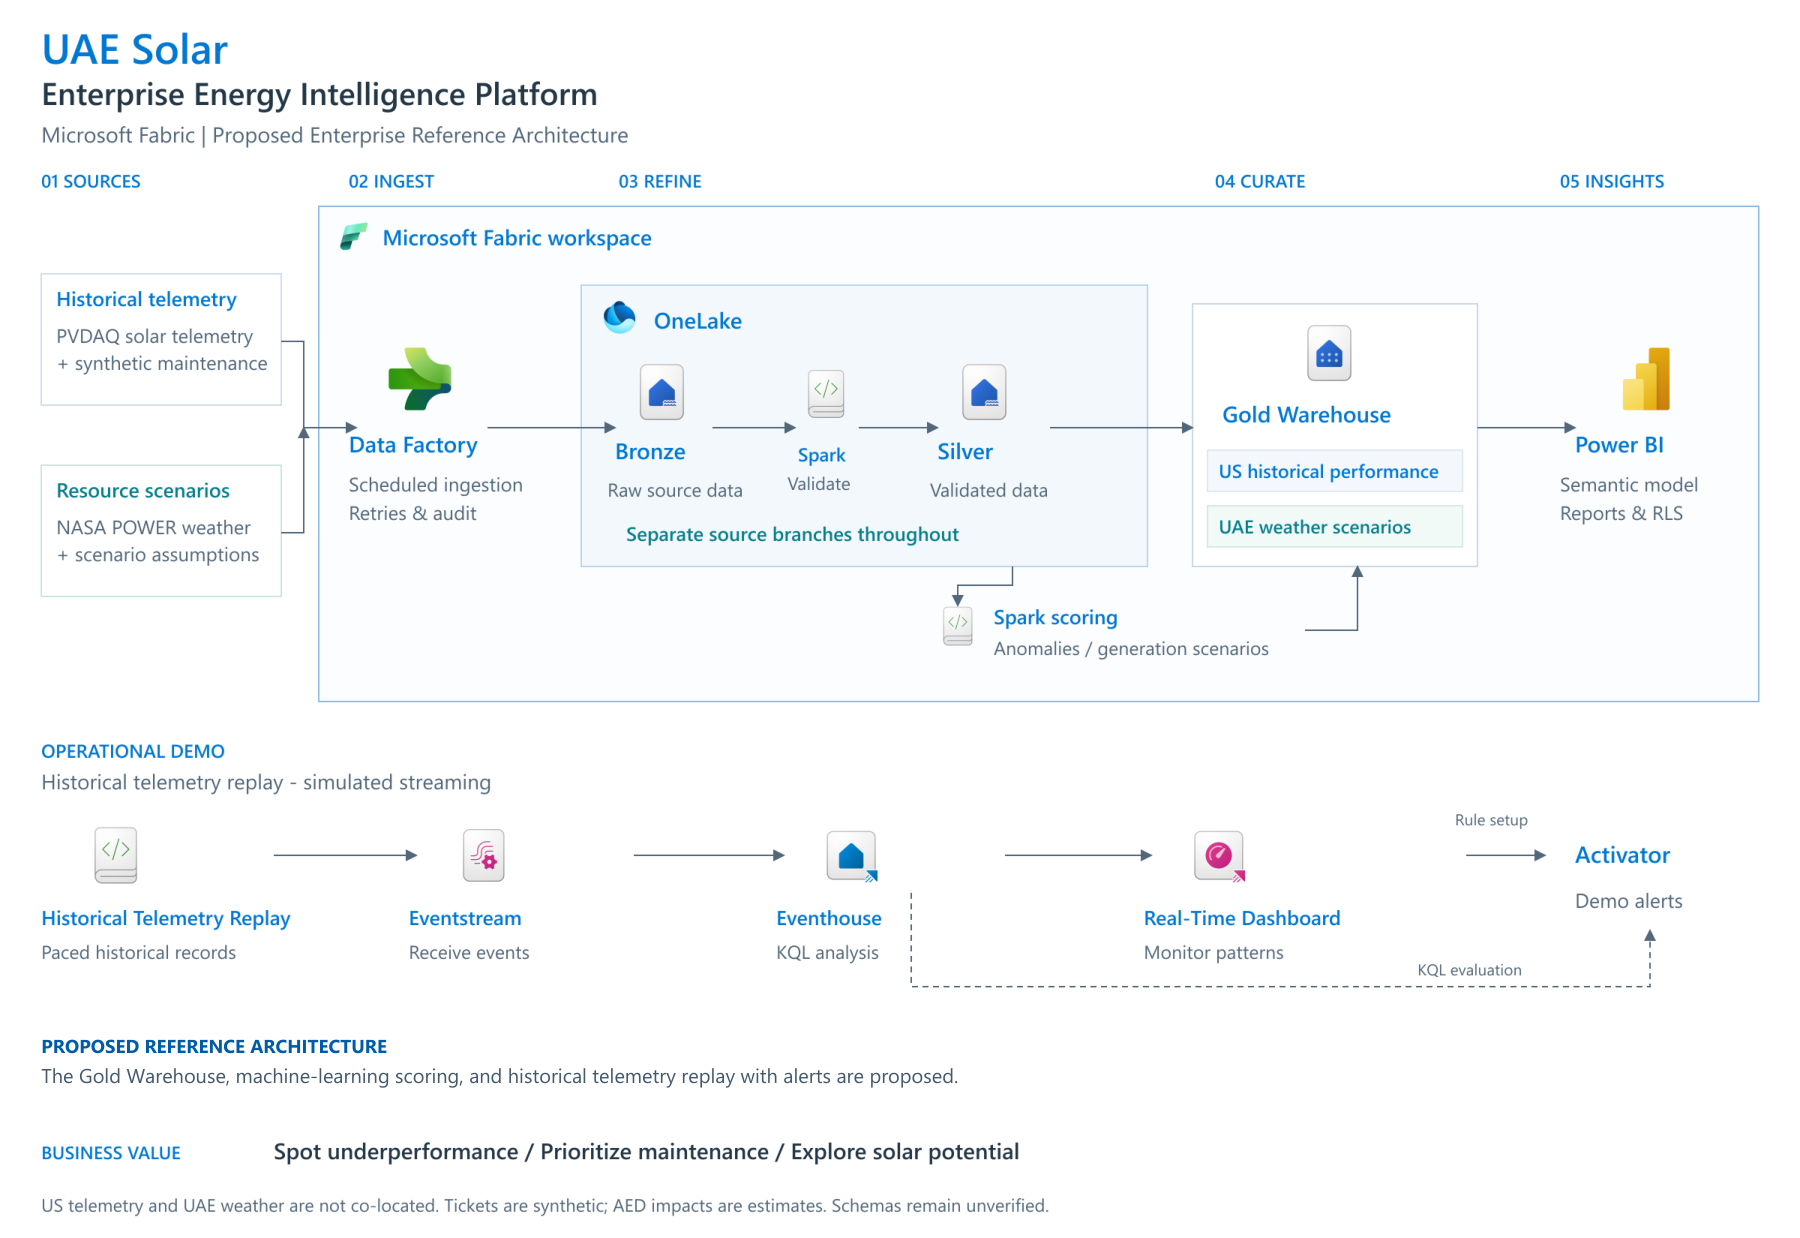 UAE Solar
Enterprise Energy Intelligence Platform
Microsoft Fabric | Proposed Enterprise Reference Architecture
01 SOURCES
02 INGEST
03 REFINE
04 CURATE
05 INSIGHTS
Microsoft Fabric workspace
Historical telemetry
PVDAQ solar telemetry
+ synthetic maintenance
Resource scenarios
NASA POWER weather
+ scenario assumptions
Data Factory
Scheduled ingestion
Retries & audit
OneLake
Bronze
Raw source data
Spark
Validate
Silver
Validated data
Separate source branches throughout
Gold Warehouse
US historical performance
UAE weather scenarios
Power BI
Semantic model
Reports & RLS
Spark scoring
Anomalies / generation scenarios
OPERATIONAL DEMO
Historical telemetry replay - simulated streaming
Historical Telemetry Replay
Paced historical records
Eventstream
Receive events
Eventhouse
KQL analysis
Real-Time Dashboard
Monitor patterns
Rule setup
Activator
Demo alerts
KQL evaluation
PROPOSED REFERENCE ARCHITECTURE
The Gold Warehouse, machine-learning scoring, and historical telemetry replay with alerts are proposed.
BUSINESS VALUE
Spot underperformance / Prioritize maintenance / Explore solar potential
US telemetry and UAE weather are not co-located. Tickets are synthetic; AED impacts are estimates. Schemas remain unverified.